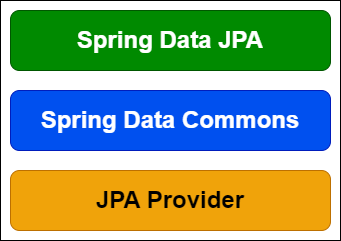 Spring Data JPA
Spring Data Commons
JPA Provider